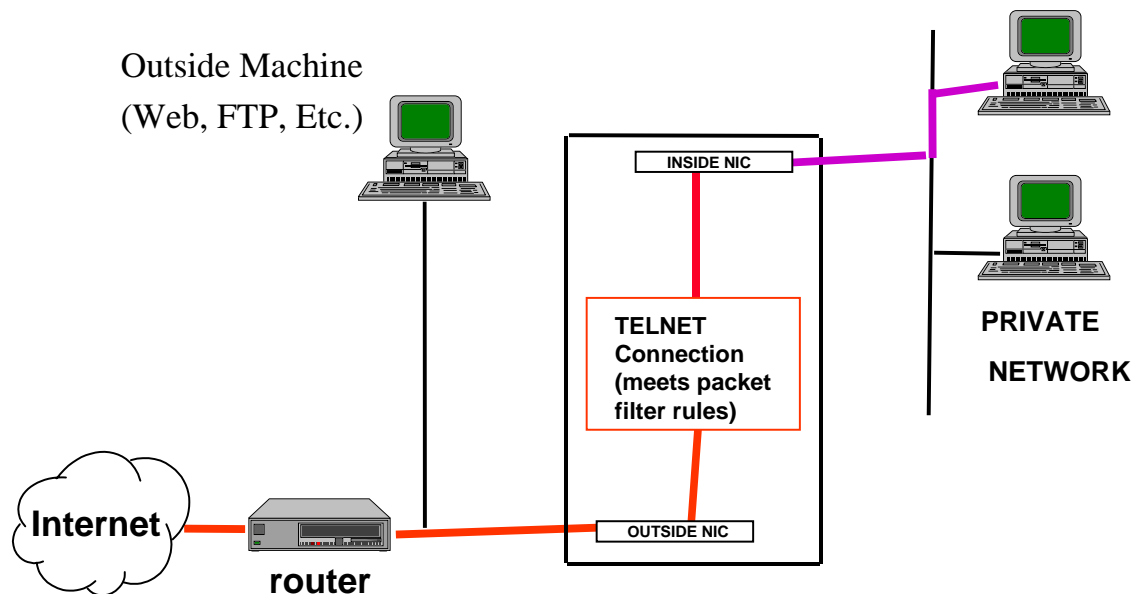 Outside Machine
(Web, FTP, Etc.)
INSIDE NIC
TELNET
Connection
(meets packet
filter rules)
PRIVATE
NETWORK
Internet
OUTSIDE NIC
router